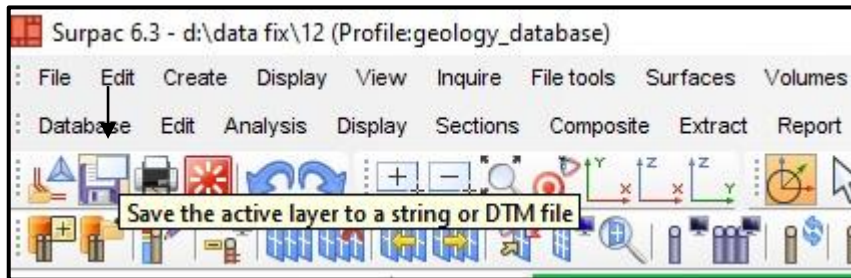 Surpac 6.3 - d:\data fix\12 (Profile:geology_database)
File Edit Create Display View Inquire File tools Surfaces Volumes
Database Edit Analysis Display Sections Composite Extract Report
Y Z Z
x x Y
Save the active layer to a string or DTM file